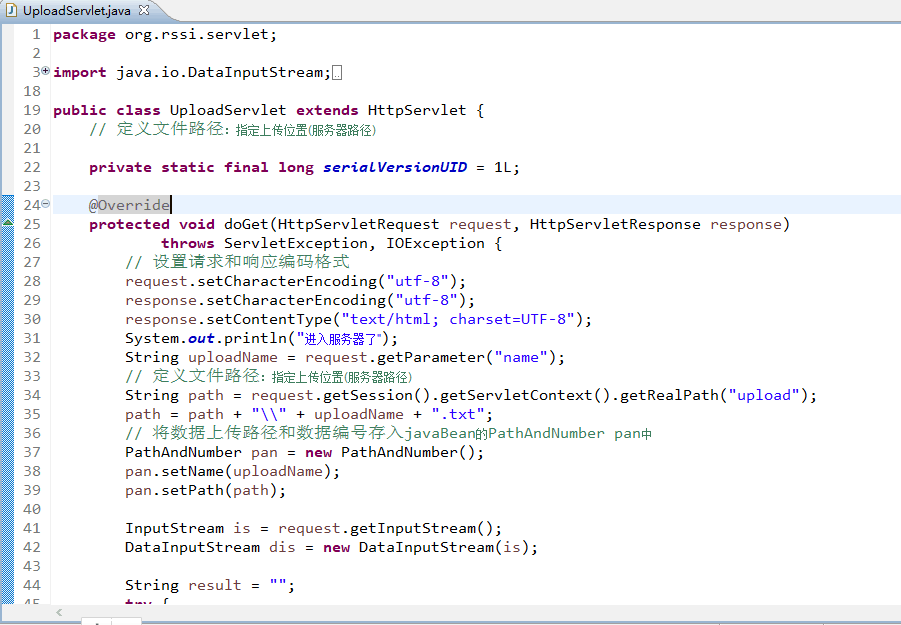 UploadServlet.java
1 package org.rssi.servlet;
2
3 import java.io.DataInputStream;
18
19 public class UploadServlet extends HttpServlet {
20 // 定义文件路径：指定上传位置(服务器路径)
21
22 private static final long serialVersionUID = 1L;
23
24 @Override
25 protected void doGet(HttpServletRequest request, HttpServletResponse response)
26 throws ServletException, IOException {
27 // 设置请求和响应编码格式
28 request.setCharacterEncoding("utf-8");
29 response.setCharacterEncoding("utf-8");
30 response.setContentType("text/html; charset=UTF-8");
31 System.out.println("进入服务器了");
32 String uploadName = request.getParameter("name");
33 // 定义文件路径：指定上传位置(服务器路径)
34 String path = request.getSession().getServletContext().getRealPath("upload");
35 path = path + "\\" + uploadName + ".txt";
36 // 将数据上传路径和数据编号存入javaBean的PathAndNumber pan中
37 PathAndNumber pan = new PathAndNumber();
38 pan.setName(uploadName);
39 pan.setPath(path);
40
41 InputStream is = request.getInputStream();
42 DataInputStream dis = new DataInputStream(is);
43
44 String result = "";
45 try {